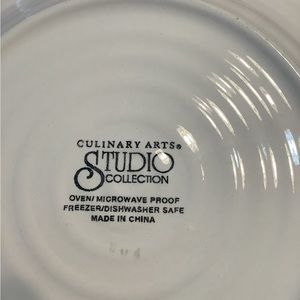 CULINARY ARTS®
STUDIO
COLLECTION
OVEN/MICROWAVE PROOF
FREEZER/DISHWASHER SAFE
MADE IN CHINA